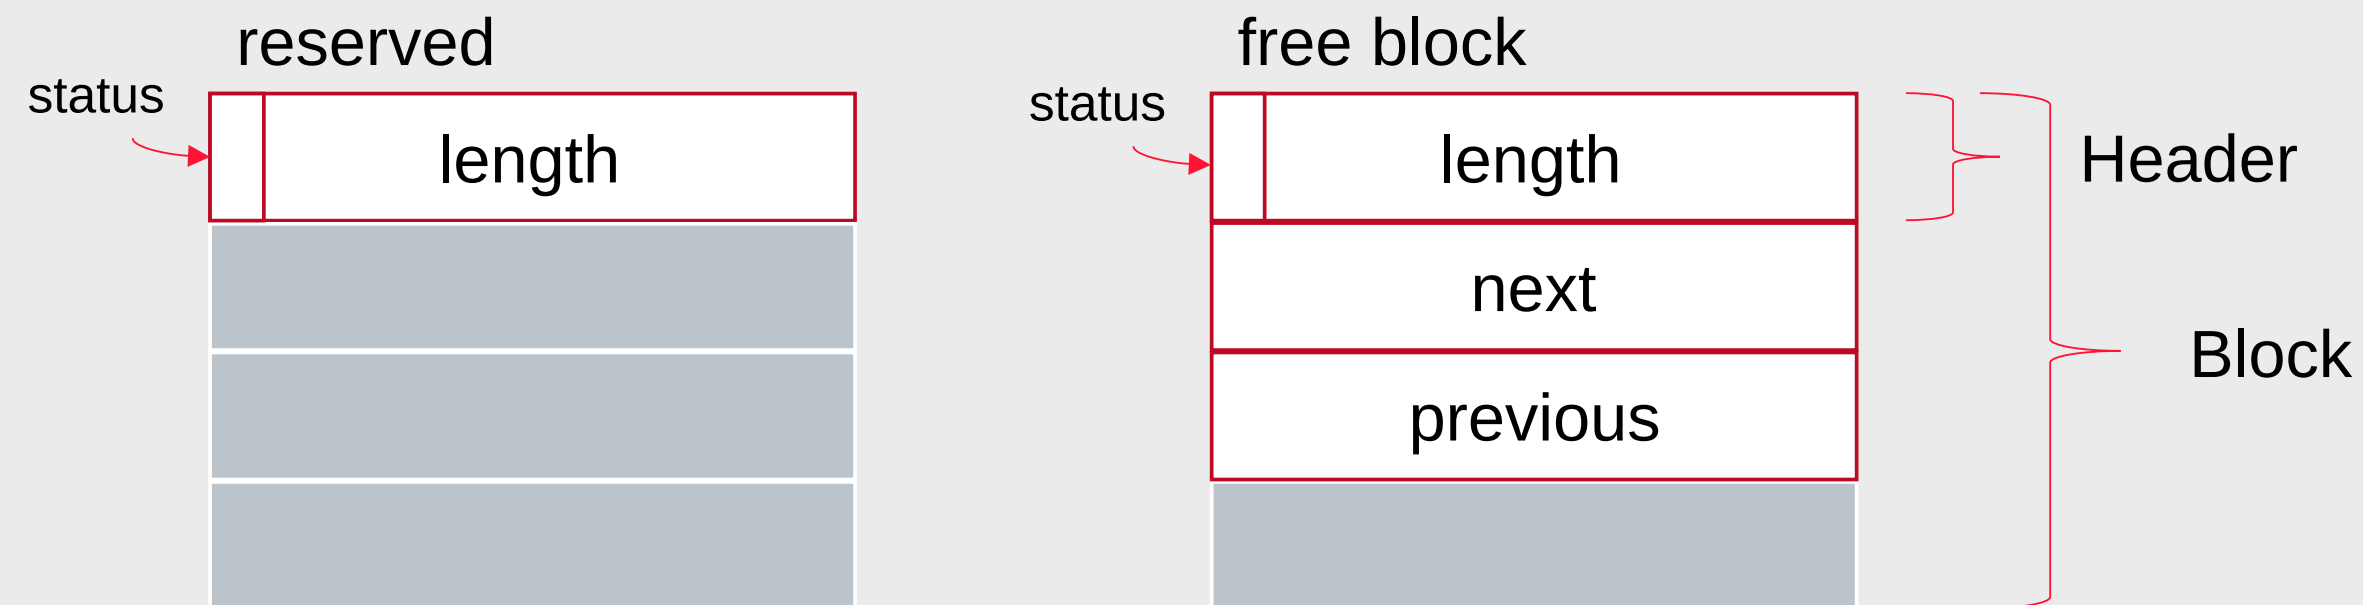 reserved
status
length
free block
status
length
next
previous
Header
Block